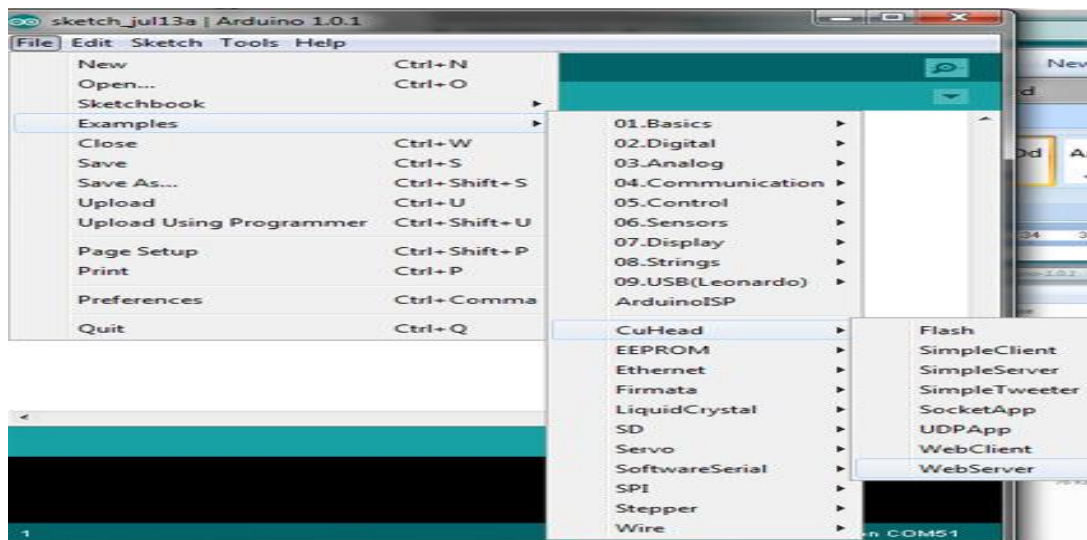 sketch_jul13a | Arduino 1.0.1
File Edit Sketch Tools Help
New Ctrl+N
Open... Ctrl+O
Sketchbook
Examples
Close Ctrl+W
Save Ctrl+S
Save As... Ctrl+Shift+S
Upload Ctrl+U
Upload Using Programmer Ctrl+Shift+U
Page Setup Ctrl+Shift+P
Print Ctrl+P
Preferences Ctrl+Comma
Quit Ctrl+Q
01.Basics
02.Digital
03.Analog
04.Communication
05.Control
06.Sensors
07.Display
08.Strings
09.USB(Leonardo)
ArduinoISP
CuHead
EEPROM
Ethernet
Firmata
LiquidCrystal
SD
Servo
SoftwareSerial
SPI
Stepper
Wire
Flash
SimpleClient
SimpleServer
SimpleTweeter
SocketApp
UDPApp
WebClient
WebServer
1
n COM51
New
d
Dd A
34 3